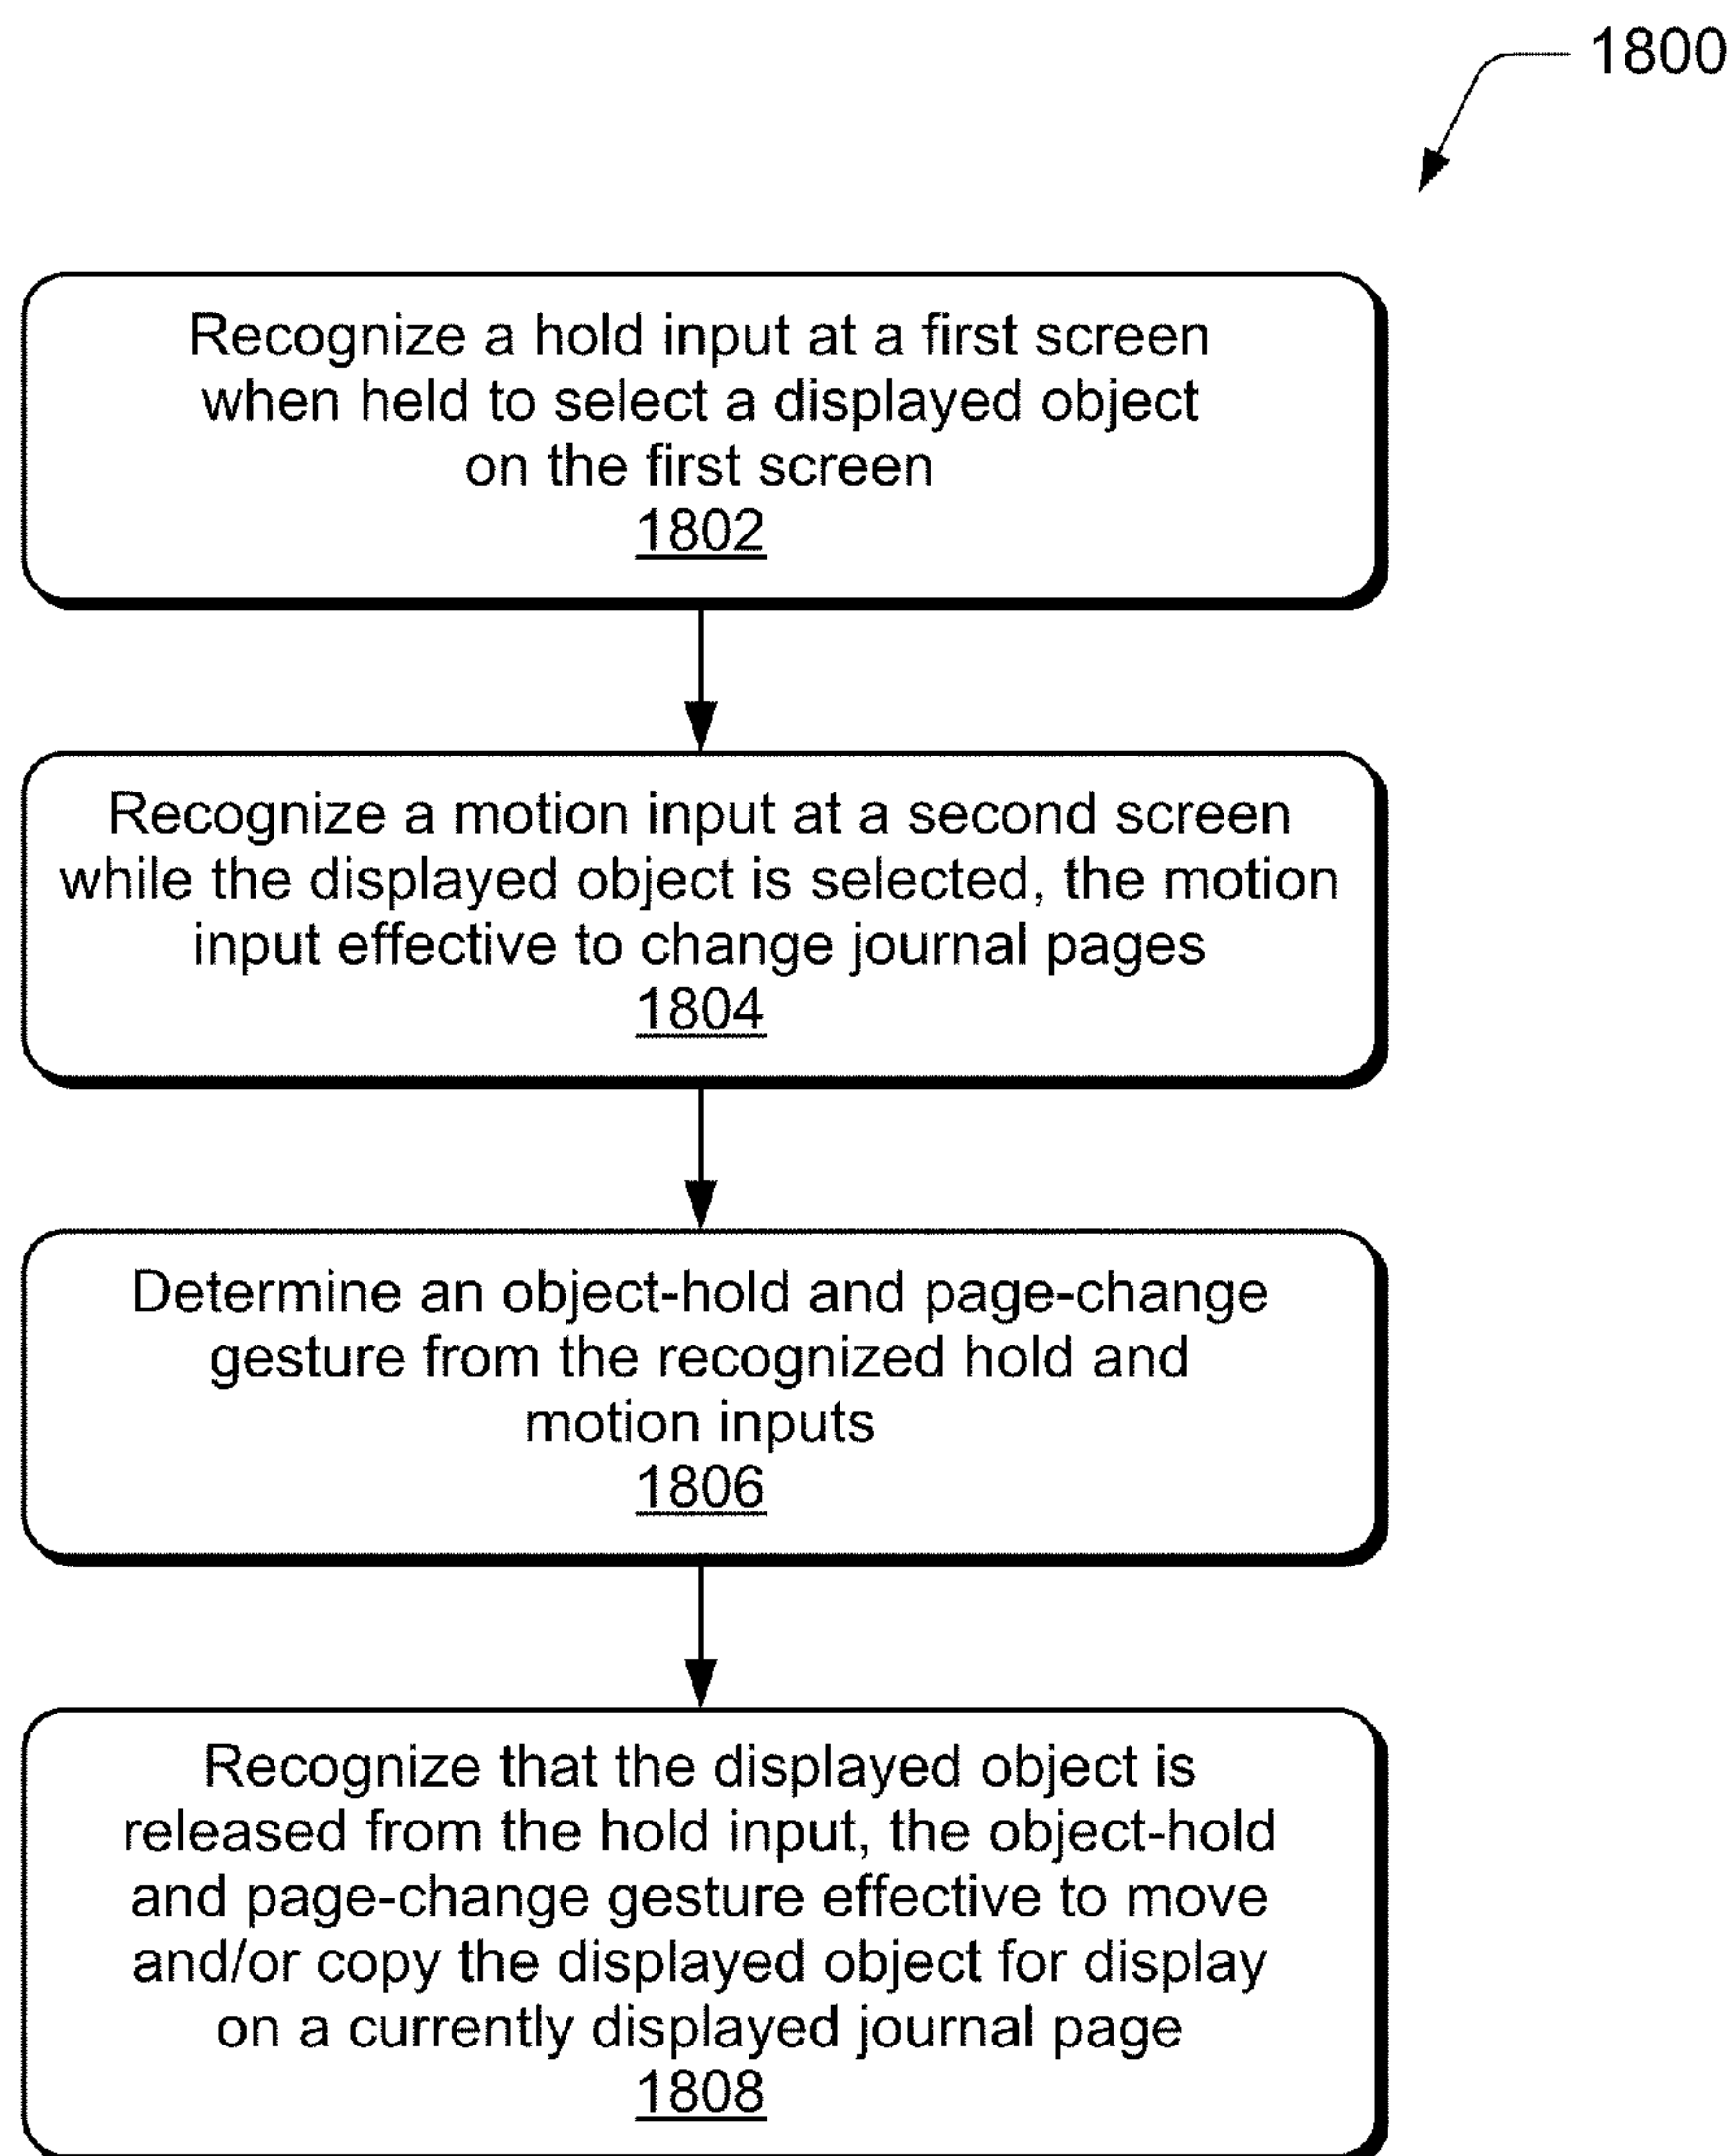 1800
Recognize a hold input at a first screen
when held to select a displayed object
on the first screen
1802
Recognize a motion input at a second screen
while the displayed object is selected, the motion
input effective to change journal pages
1804
Determine an object-hold and page-change
gesture from the recognized hold and
motion inputs
1806
Recognize that the displayed object is
released from the hold input, the object-hold
and page-change gesture effective to move
and/or copy the displayed object for display
on a currently displayed journal page
1808